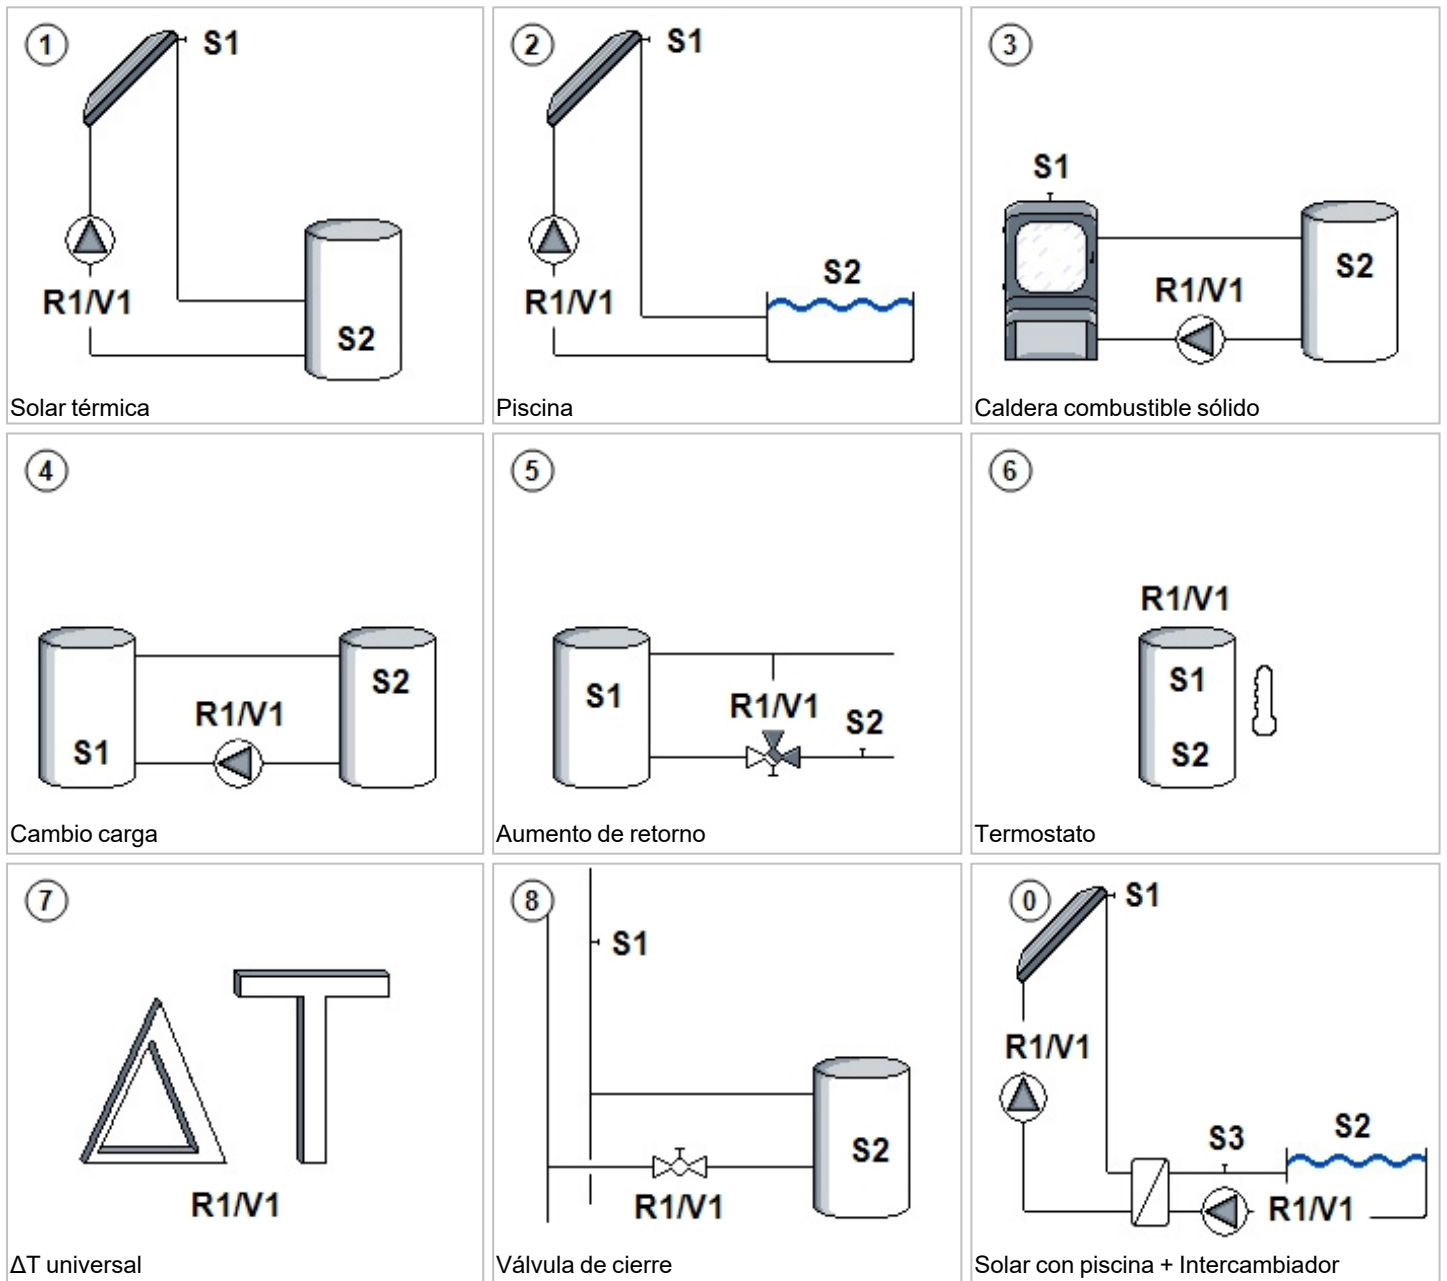 1
S1
R1/V1
S2
Solar térmica
2
S1
S2
R1/V1
Piscina
3
S1
S2
R1/V1
Caldera combustible sólido
4
S2
R1/V1
S1
Cambio carga
5
S1
R1/V1
S2
Aumento de retorno
6
R1/V1
S1
S2
Termostato
7
ΔT
R1/V1
ΔT universal
8
S1
S2
R1/V1
Válvula de cierre
0
S1
R1/V1
S3
S2
R1/V1
Solar con piscina + Intercambiador